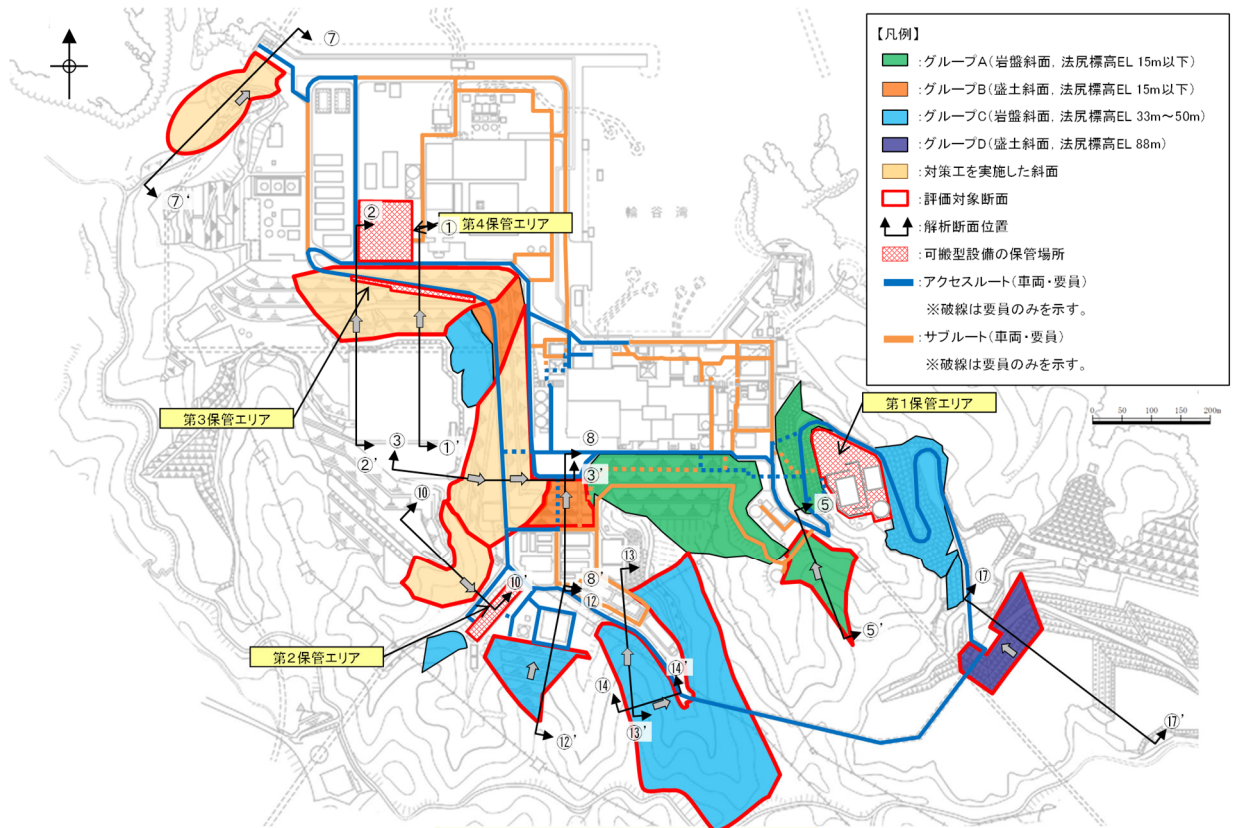 【凡例】
:グループA(岩盤斜面, 法尻標高EL 15m以下)
:グループB(盛土斜面, 法尻標高EL 15m以下)
:グループC(岩盤斜面, 法尻標高EL 33m～50m)
:グループD(盛土斜面, 法尻標高EL 88m)
:対策工を実施した斜面
:評価対象断面
:解析断面位置
:可搬型設備の保管場所
:アクセスルート(車両・要員)
※破線は要員のみを示す。
:サブルート(車両・要員)
※破線は要員のみを示す。
0 50 100 150 200m
⑦
⑦'
輪谷湾
②
①
第4保管エリア
第3保管エリア
第1保管エリア
③
②'
①'
⑧
③'
⑩
⑤
⑬
⑧'
⑫
⑩'
⑰
⑤'
第2保管エリア
⑭
⑭'
⑬'
⑫'
⑰'